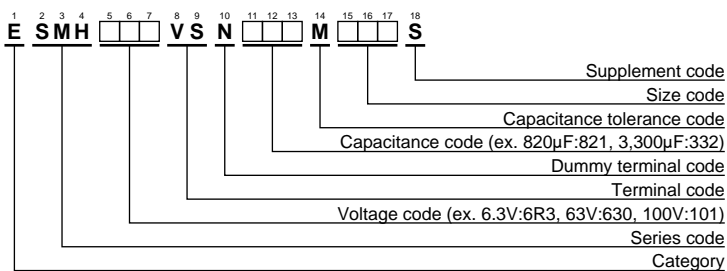 1 2 3 4 5 6 7 8 9 10 11 12 13 14 15 16 17 18
E SMH □□□ VS N □□□ M □□□ S
Supplement code
Size code
Capacitance tolerance code
Capacitance code (ex. 820μF:821, 3,300μF:332)
Dummy terminal code
Terminal code
Voltage code (ex. 6.3V:6R3, 63V:630, 100V:101)
Series code
Category